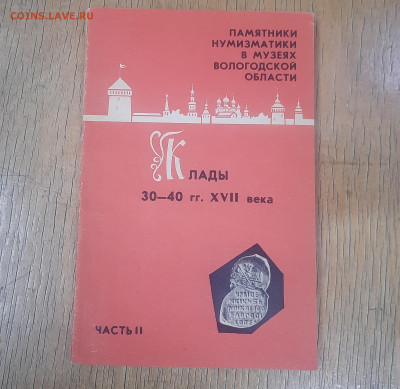 COINS.LAVE.RU
ПАМЯТНИКИ
НУМИЗМАТИКИ
В МУЗЕЯХ
ВОЛОГОДСКОЙ
ОБЛАСТИ
КЛАДЫ
30—40 гг. XVII века
ЧАСТЬ II